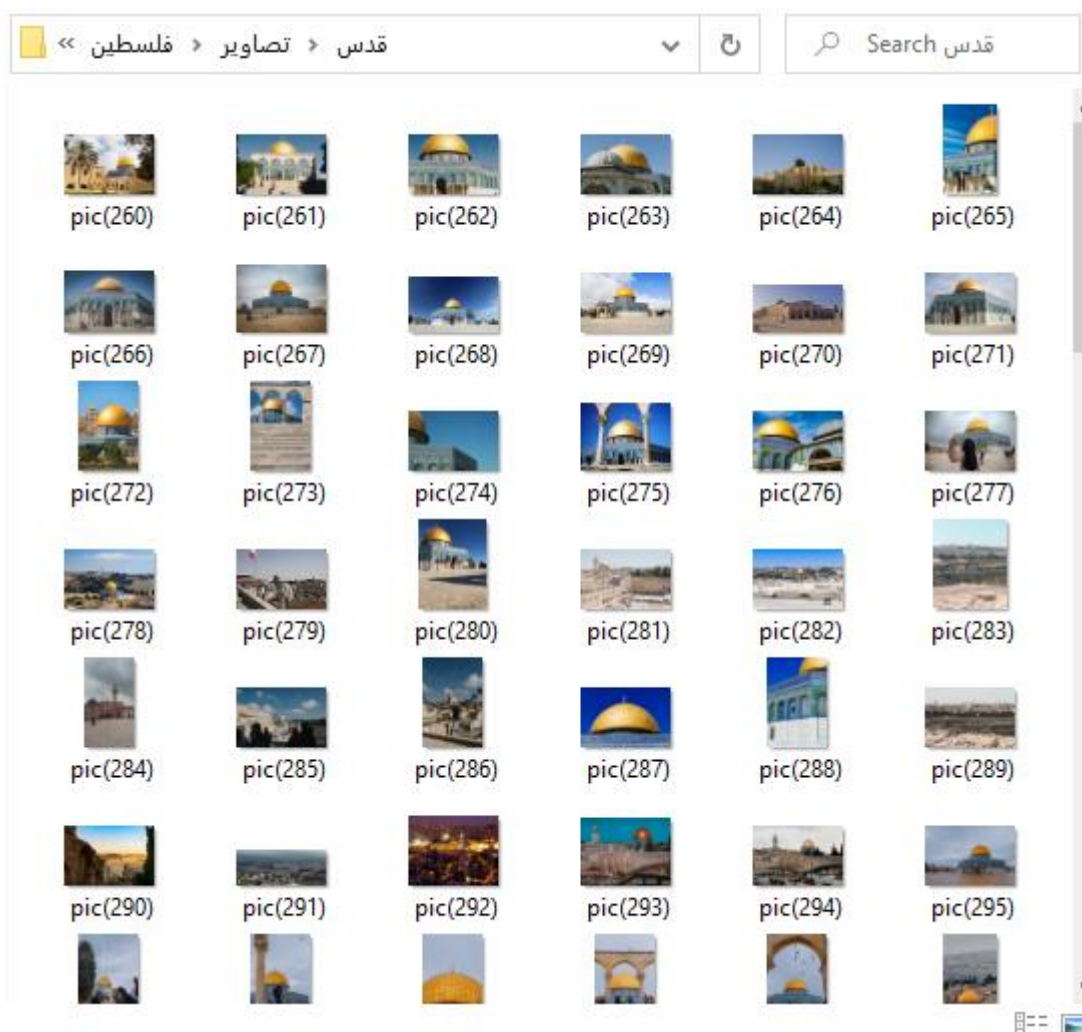 « فلسطين › تصاویر › قدس
Search قدس
pic(260) pic(261) pic(262) pic(263) pic(264) pic(265)
pic(266) pic(267) pic(268) pic(269) pic(270) pic(271)
pic(272) pic(273) pic(274) pic(275) pic(276) pic(277)
pic(278) pic(279) pic(280) pic(281) pic(282) pic(283)
pic(284) pic(285) pic(286) pic(287) pic(288) pic(289)
pic(290) pic(291) pic(292) pic(293) pic(294) pic(295)